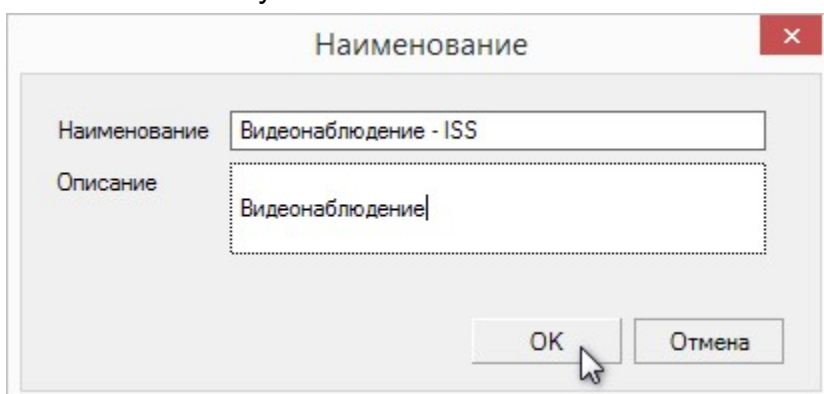 Наименование
Наименование Видеонаблюдение - ISS
Описание
Видеонаблюдение
OK Отмена